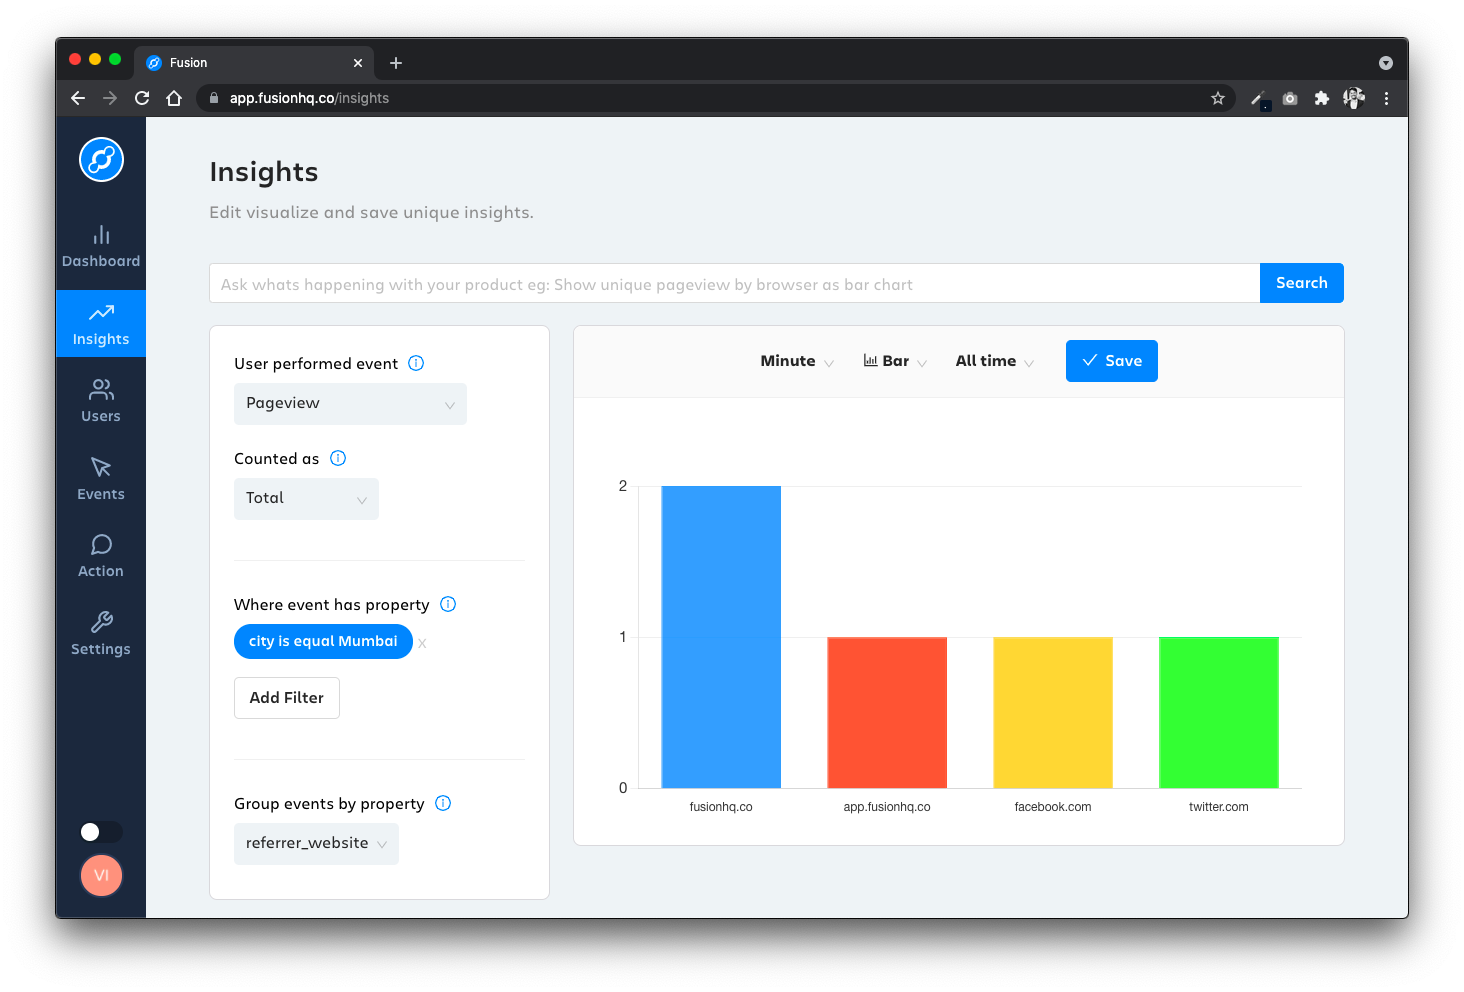 Fusion
app.fusionhq.co/insights
Insights
Edit visualize and save unique insights.
Ask whats happening with your product eg: Show unique pageview by browser as bar chart
Search
Dashboard
Insights
Users
Events
Action
Settings
VI
User performed event
Pageview
Counted as
Total
Where event has property
city is equal Mumbai x
Add Filter
Group events by property
referrer_website
Minute Bar All time Save
2
1
0
fusionhq.co app.fusionhq.co facebook.com twitter.com